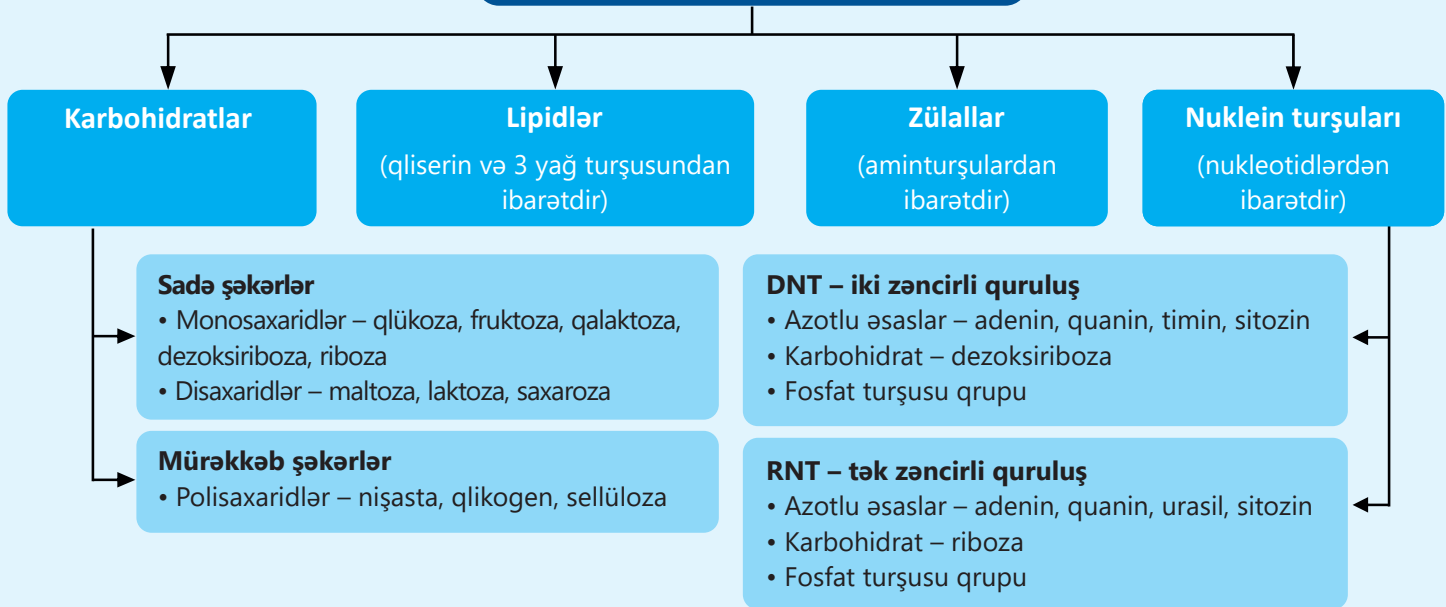 Karbohidratlar
Lipidlər
(qliserin və 3 yağ turşusundan
ibarətdir)
Zülallar
(aminturşulardan
ibarətdir)
Nuklein turşuları
(nukleotidlərdən
ibarətdir)
Sadə şəkərlər
• Monosaxaridlər – qlükoza, fruktoza, qalaktoza,
dezoksiriboza, riboza
• Disaxaridlər – maltoza, laktoza, saxaroza
Mürəkkəb şəkərlər
• Polisaxaridlər – nişasta, qlikogen, sellüloza
DNT – iki zəncirli quruluş
• Azotlu əsaslar – adenin, quanin, timin, sitozin
• Karbohidrat – dezoksiriboza
• Fosfat turşusu qrupu
RNT – tək zəncirli quruluş
• Azotlu əsaslar – adenin, quanin, urasil, sitozin
• Karbohidrat – riboza
• Fosfat turşusu qrupu